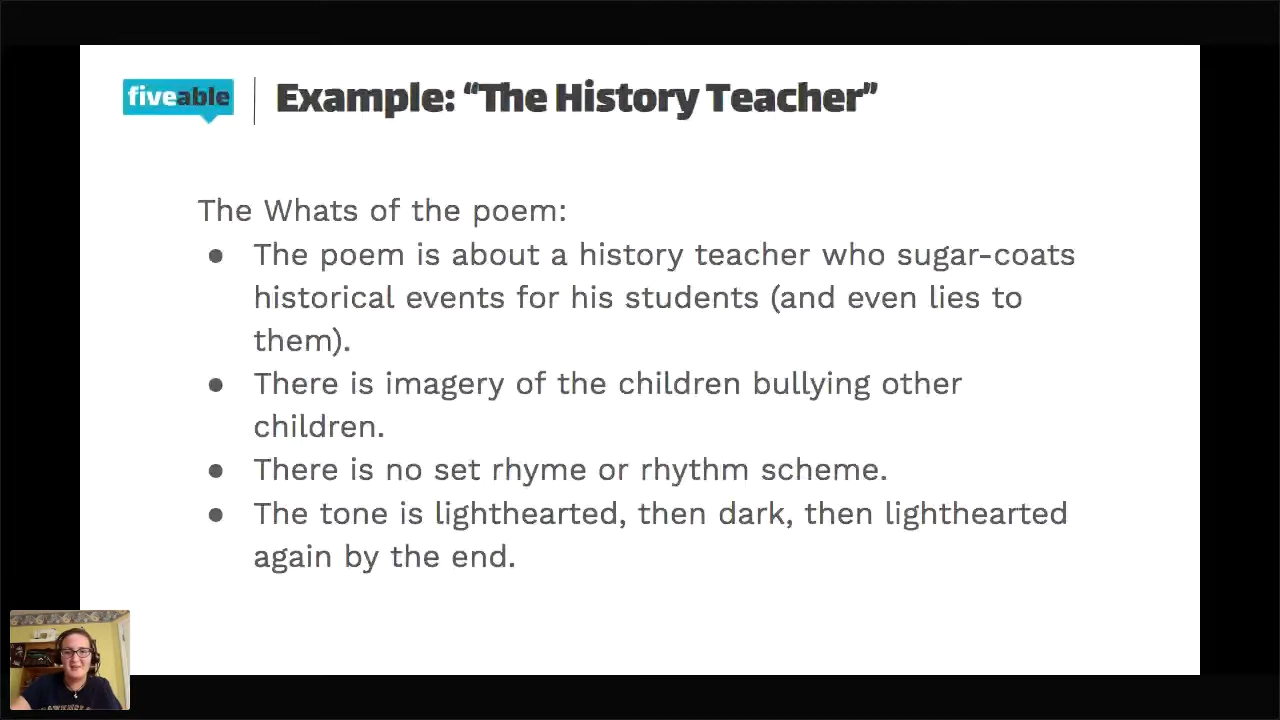 fiveable
Example: “The History Teacher”
The Whats of the poem:
● The poem is about a history teacher who sugar-coats
historical events for his students (and even lies to
them).
● There is imagery of the children bullying other
children.
● There is no set rhyme or rhythm scheme.
● The tone is lighthearted, then dark, then lighthearted
again by the end.